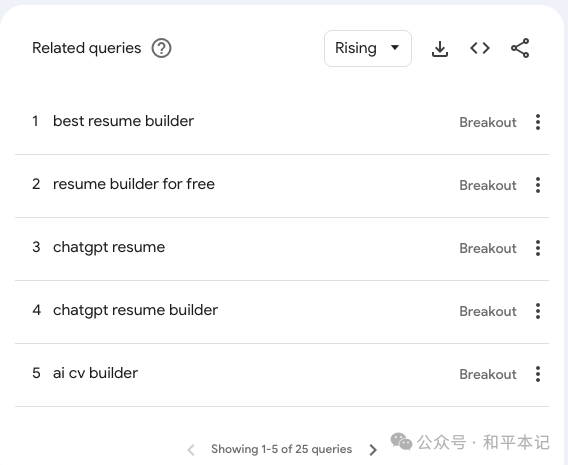 Related queries
Rising
1 best resume builder Breakout
2 resume builder for free Breakout
3 chatgpt resume Breakout
4 chatgpt resume builder Breakout
5 ai cv builder Breakout
Showing 1-5 of 25 queries
公众号 · 和平本记